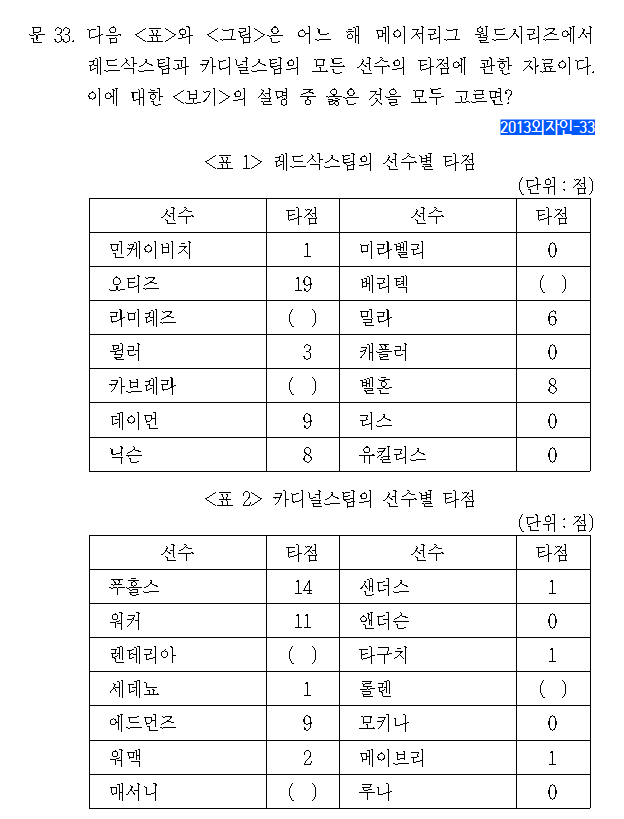 문 33. 다음 <표>와 <그림>은 어느 해 메이저리그 월드시리즈에서
레드삭스팀과 카디널스팀의 모든 선수의 타점에 관한 자료이다.
이에 대한 <보기>의 설명 중 옳은 것을 모두 고르면?
2013외자인-33
<표 1> 레드삭스팀의 선수별 타점
(단위 : 점)
선수 타점 선수 타점
민케이비치 1 미라벨리 0
오티즈 19 베리텍 ( )
라미레즈 ( ) 밀라 6
뮐러 3 캐플러 0
카브레라 ( ) 벨혼 8
데이먼 9 리스 0
닉슨 8 유킬리스 0
<표 2> 카디널스팀의 선수별 타점
(단위 : 점)
선수 타점 선수 타점
푸홀스 14 샌더스 1
워커 11 앤더슨 0
렌테리아 ( ) 타구치 1
세데뇨 1 롤렌 ( )
에드먼즈 9 모키나 0
워맥 2 메이브리 1
매서니 ( ) 루나 0